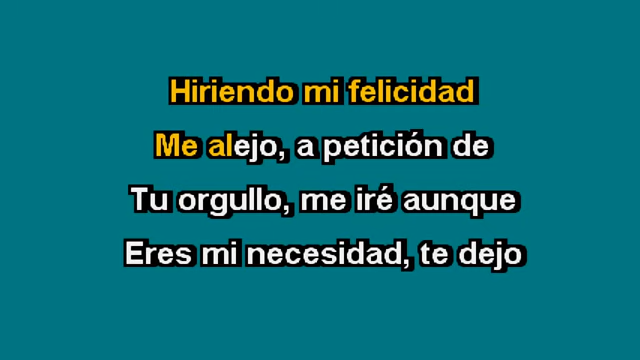 Hiriendo mi felicidad
Me alejo, a petición de
Tu orgullo, me iré aunque
Eres mi necesidad, te dejo